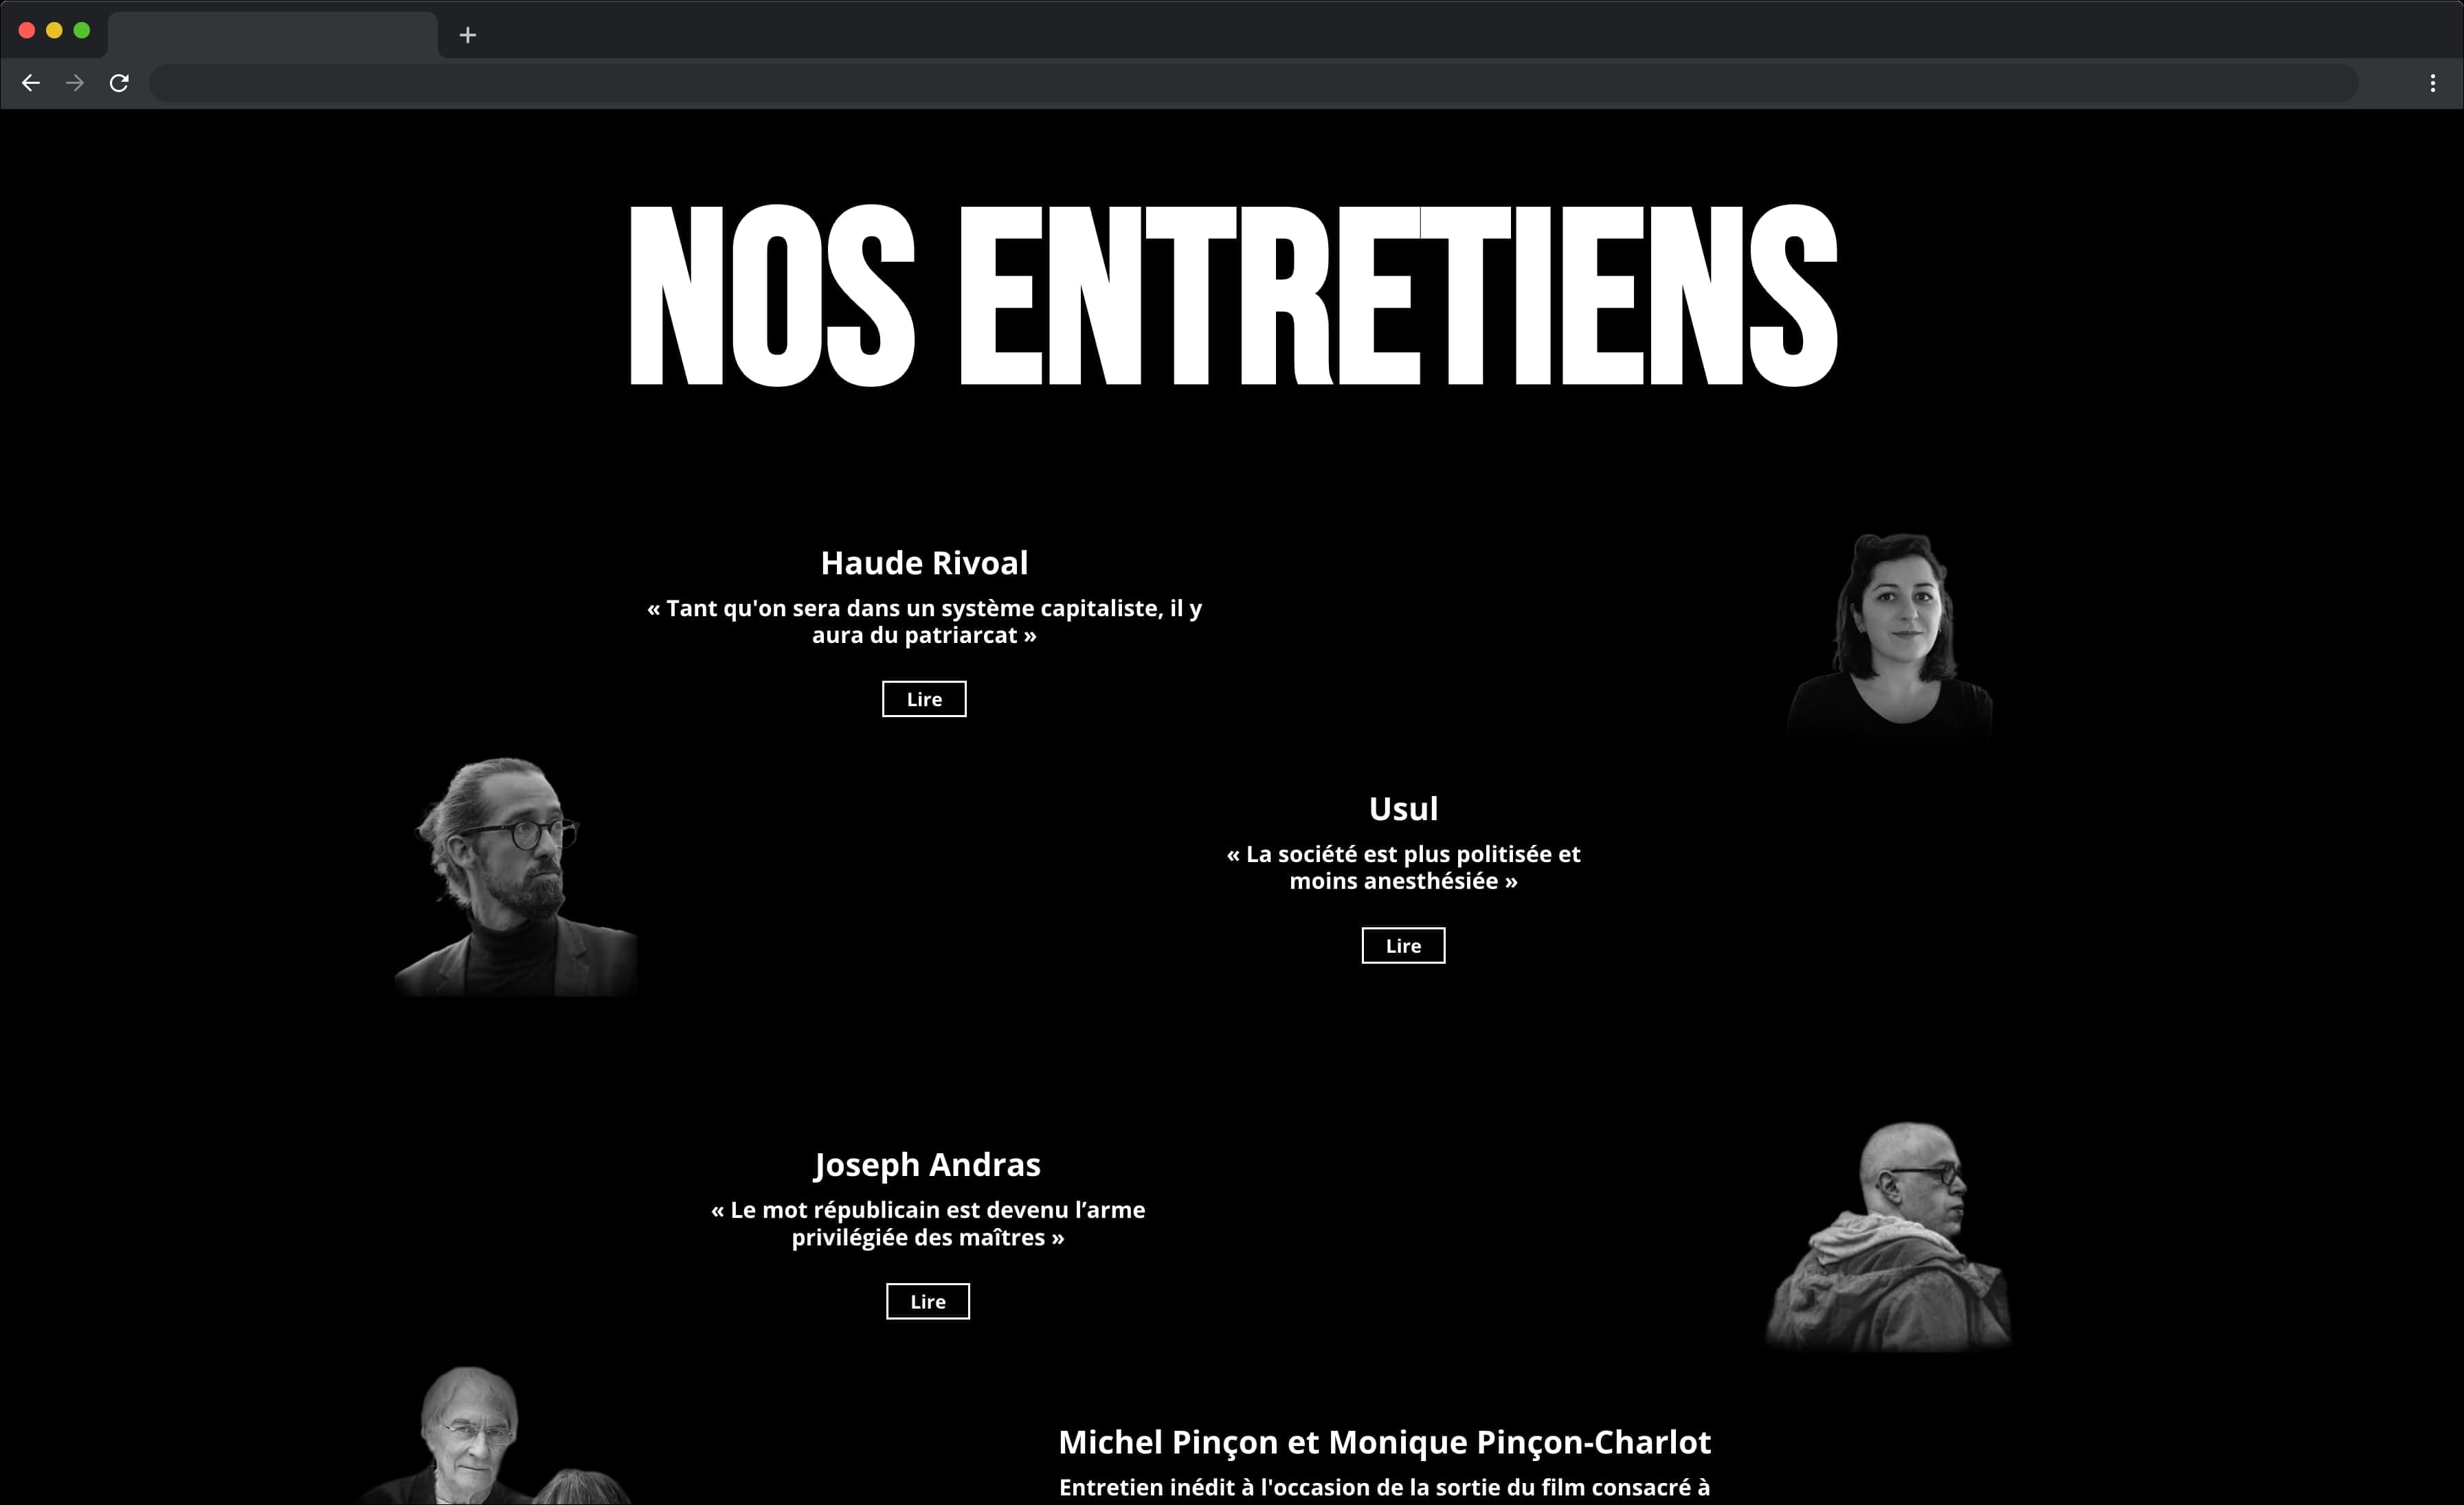 NOS ENTRETIENS
Haude Rivoal
« Tant qu'on sera dans un système capitaliste, il y
aura du patriarcat »
Lire
Usul
« La société est plus politisée et
moins anesthésiée »
Lire
Joseph Andras
« Le mot républicain est devenu l’arme
privilégiée des maîtres »
Lire
Michel Pinçon et Monique Pinçon-Charlot
Entretien inédit à l'occasion de la sortie du film consacré à